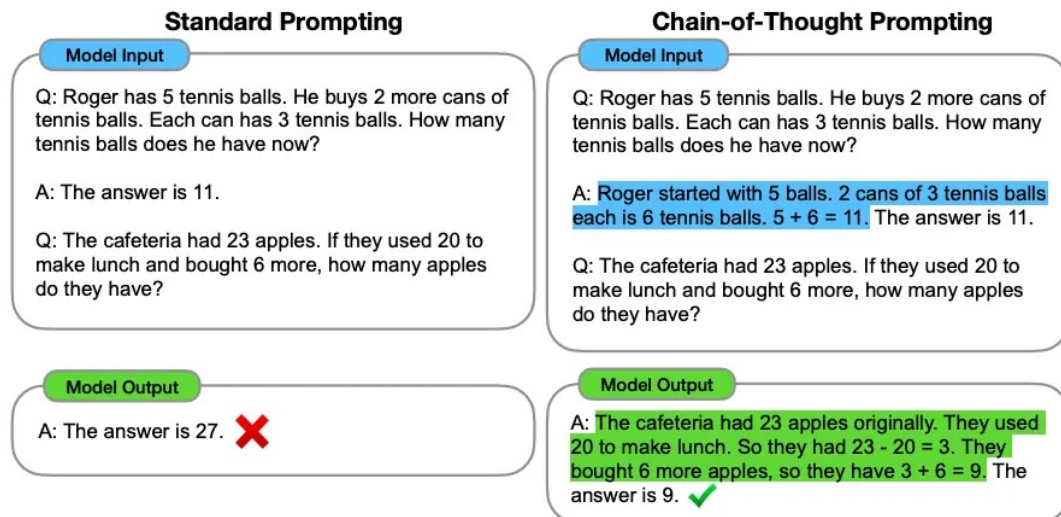 Standard Prompting
Model Input
Q: Roger has 5 tennis balls. He buys 2 more cans of
tennis balls. Each can has 3 tennis balls. How many
tennis balls does he have now?
A: The answer is 11.
Q: The cafeteria had 23 apples. If they used 20 to
make lunch and bought 6 more, how many apples
do they have?
Model Output
A: The answer is 27.
Chain-of-Thought Prompting
Model Input
Q: Roger has 5 tennis balls. He buys 2 more cans of
tennis balls. Each can has 3 tennis balls. How many
tennis balls does he have now?
A: Roger started with 5 balls. 2 cans of 3 tennis balls
each is 6 tennis balls. 5 + 6 = 11. The answer is 11.
Q: The cafeteria had 23 apples. If they used 20 to
make lunch and bought 6 more, how many apples
do they have?
Model Output
A: The cafeteria had 23 apples originally. They used
20 to make lunch. So they had 23 - 20 = 3. They
bought 6 more apples, so they have 3 + 6 = 9. The
answer is 9.